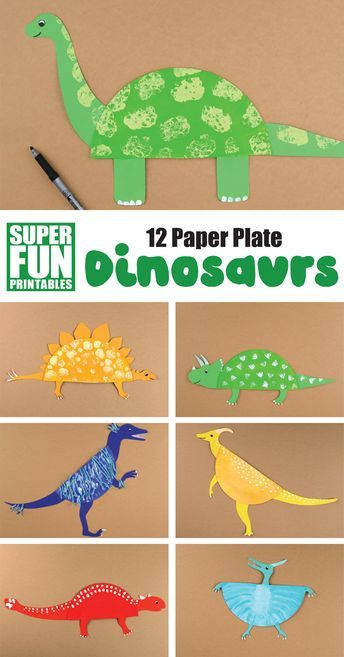 SUPER
FUN
PRINTABLES
12 Paper Plate
Dinosaurs